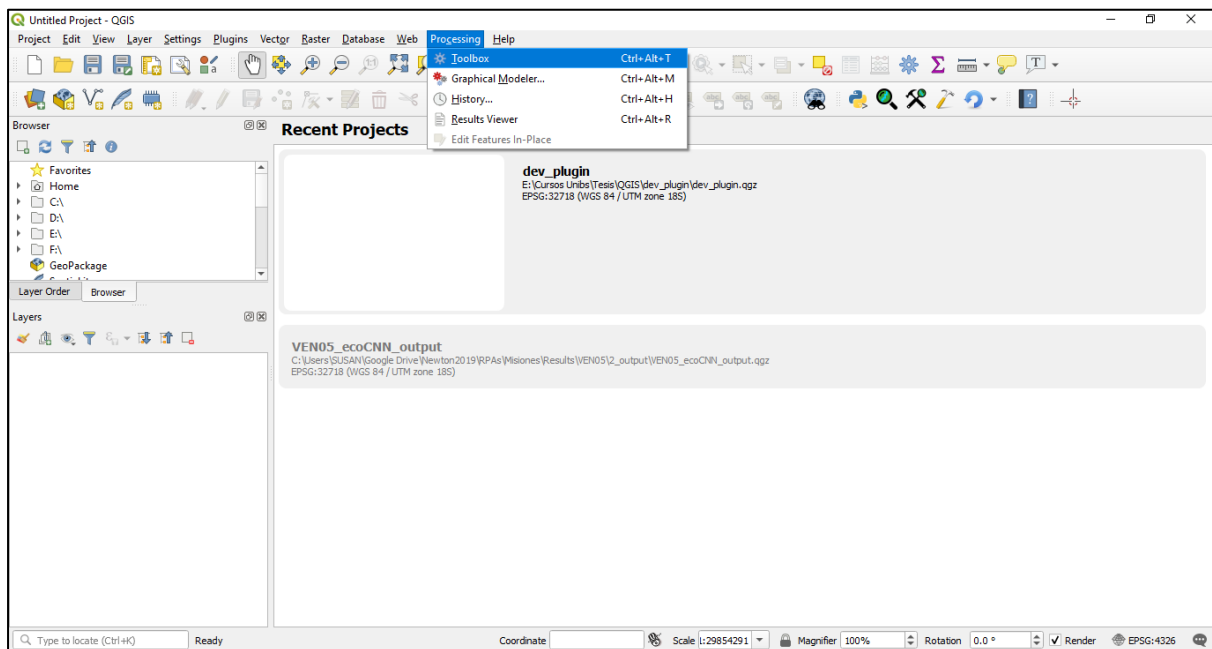 Untitled Project - QGIS
Project Edit View Layer Settings Plugins Vector Raster Database Web Processing Help
Toolbox Ctrl+Alt+T
Graphical Modeler... Ctrl+Alt+M
History... Ctrl+Alt+H
Results Viewer Ctrl+Alt+R
Edit Features In-Place
Browser
Favorites
Home
C:\
D:\
E:\
F:\
GeoPackage
Layer Order Browser
Layers
Recent Projects
dev_plugin
E:\Cursos Unibs\Tesis\QGIS\dev_plugin\dev_plugin.qgz
EPSG:32718 (WGS 84 / UTM zone 18S)
VEN05_ecoCNN_output
C:\Users\SUSAN\Google Drive\Newton2019\RPAs\Misiones\Results\VEN05\2_output\VEN05_ecoCNN_output.qgz
EPSG:32718 (WGS 84 / UTM zone 18S)
Type to locate (Ctrl+K) Ready Coordinate Scale 1:29854291 Magnifier 100% Rotation 0.0 ° Render EPSG:4326